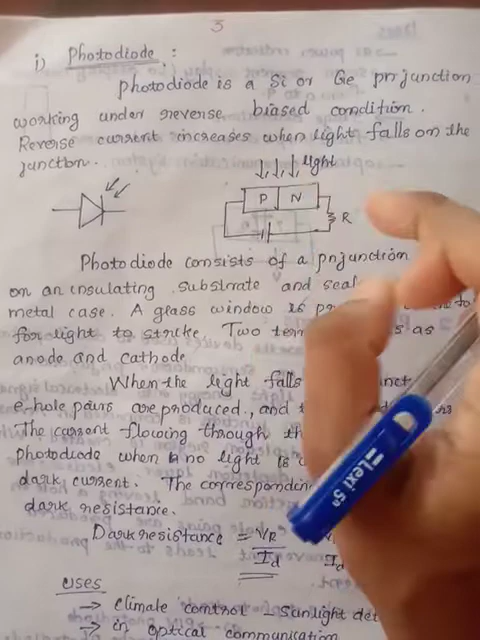 3
i) Photodiode :
Photodiode is a Si or Ge pn junction
working under reverse biased condition.
Reverse current increases when light falls on the
junction.
light
P N
R
Photodiode consists of a pn junction
on an insulating substrate and seal
metal case. A glass window is
for light to strike. Two as
anode and cathode
When the light falls
e-hole pairs are produced, and
The current flowing through
photodiode when no light is
dark current. The correspondin
dark resistance.
Dark resistance = VR
Id
Id
uses
→ climate control - Sunlight det
→ in optical communication
Lexi 5